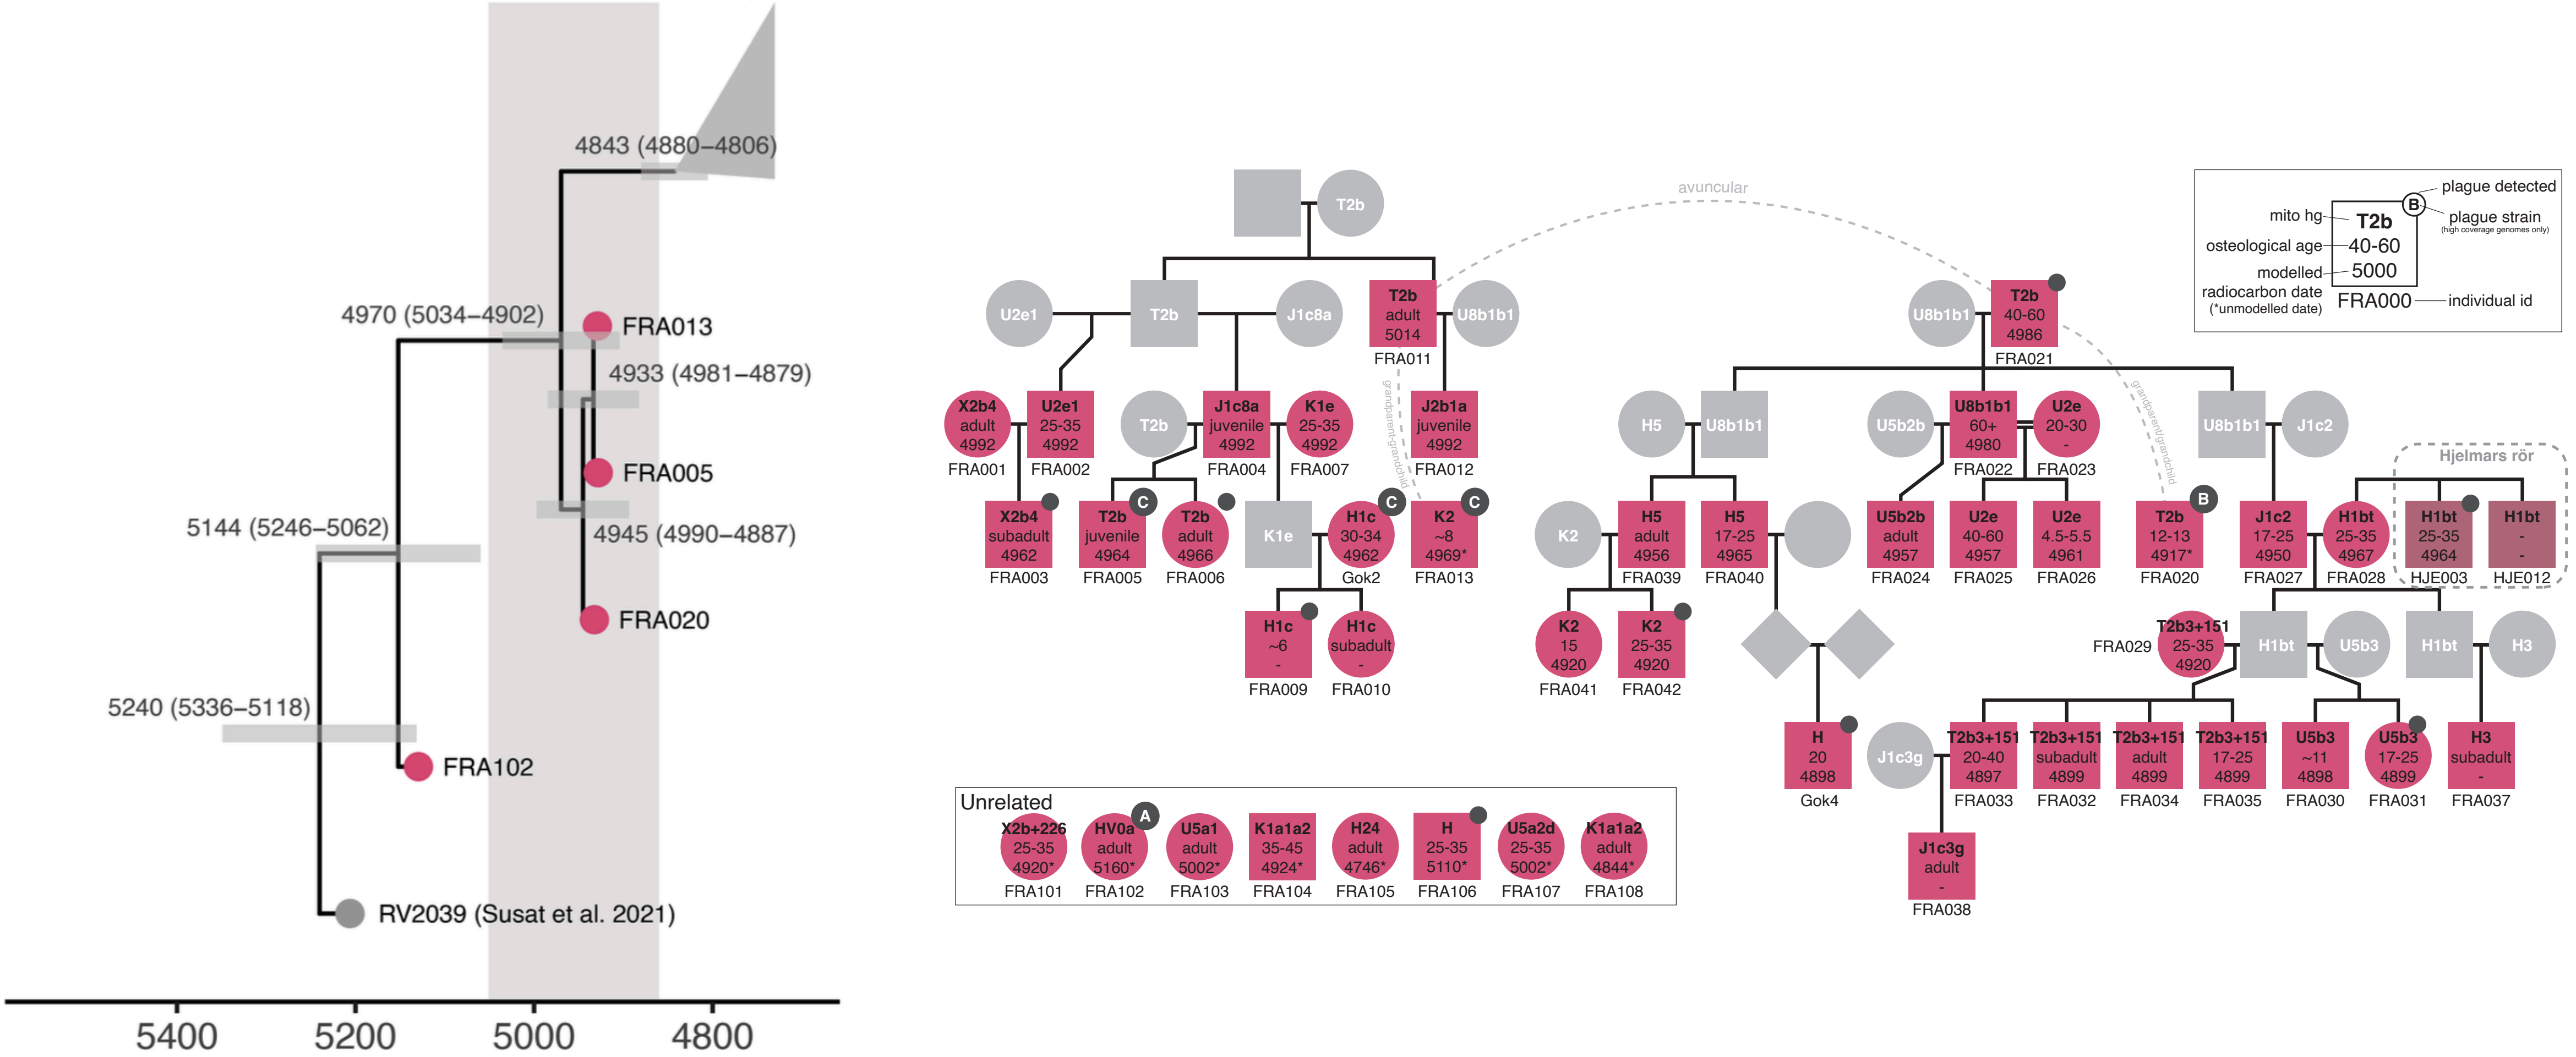 4843 (4880–4806)
FRA013
4970 (5034–4902)
4933 (4981–4879)
FRA005
5144 (5246–5062)
4945 (4990–4887)
FRA020
5240 (5336–5118)
FRA102
RV2039 (Susat et al. 2021)
5400 5200 5000 4800
T2b
avuncular
U2e1
T2b
J1c8a
T2b
adult
5014
FRA011
U8b1b1
U8b1b1
T2b
40-60
4986
FRA021
grandparent-grandchild
grandparent/grandchild
X2b4
adult
4992
FRA001
U2e1
25-35
4992
FRA002
T2b
J1c8a
juvenile
4992
FRA004
K1e
25-35
4992
FRA007
J2b1a
juvenile
4992
FRA012
H5
U8b1b1
U5b2b
U8b1b1
60+
4980
FRA022
U2e
20-30
-
FRA023
U8b1b1
J1c2
X2b4
subadult
4962
FRA003
C
T2b
juvenile
4964
FRA005
T2b
adult
4966
FRA006
K1e
C
H1c
30-34
4962
Gok2
C
K2
~8
4969*
FRA013
K2
H5
adult
4956
FRA039
H5
17-25
4965
FRA040
U5b2b
adult
4957
FRA024
U2e
40-60
4957
FRA025
U2e
4.5-5.5
4961
FRA026
B
T2b
12-13
4917*
FRA020
J1c2
17-25
4950
FRA027
H1bt
25-35
4967
FRA028
Hjelmars rör
H1bt
25-35
4964
HJE003
H1bt
-
-
HJE012
H1c
~6
-
FRA009
H1c
subadult
-
FRA010
K2
15
4920
FRA041
K2
25-35
4920
FRA042
FRA029
T2b3+151
25-35
4920
H1bt
U5b3
H1bt
H3
H
20
4898
Gok4
J1c3g
T2b3+151
20-40
4897
FRA033
T2b3+151
subadult
4899
FRA032
T2b3+151
adult
4899
FRA034
T2b3+151
17-25
4899
FRA035
U5b3
~11
4898
FRA030
U5b3
17-25
4899
FRA031
H3
subadult
-
FRA037
J1c3g
adult
-
FRA038
Unrelated
X2b+226
25-35
4920*
FRA101
A
HV0a
adult
5160*
FRA102
U5a1
adult
5002*
FRA103
K1a1a2
35-45
4924*
FRA104
H24
adult
4746*
FRA105
H
25-35
5110*
FRA106
U5a2d
25-35
5002*
FRA107
K1a1a2
adult
4844*
FRA108
plague detected
B
plague strain
(high coverage genomes only)
mito hg
T2b
osteological age
40-60
modelled
radiocarbon date
(*unmodelled date)
5000
FRA000
individual id